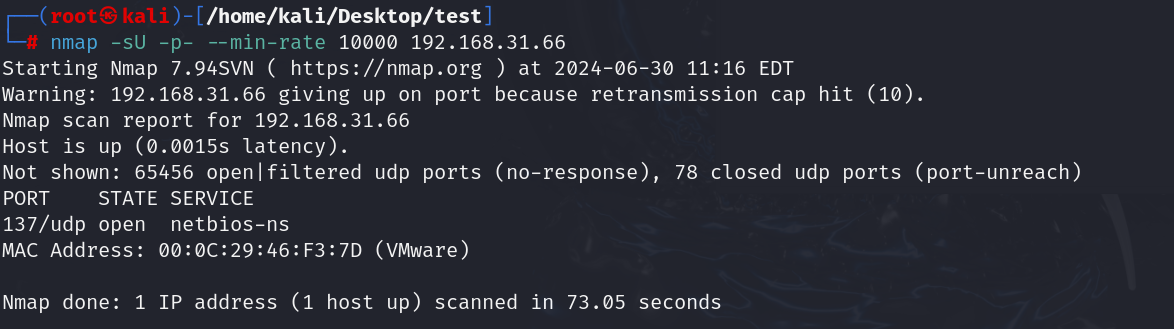 ┌──(root㉿kali)-[/home/kali/Desktop/test]
└─# nmap -sU -p- --min-rate 10000 192.168.31.66
Starting Nmap 7.94SVN ( https://nmap.org ) at 2024-06-30 11:16 EDT
Warning: 192.168.31.66 giving up on port because retransmission cap hit (10).
Nmap scan report for 192.168.31.66
Host is up (0.0015s latency).
Not shown: 65456 open|filtered udp ports (no-response), 78 closed udp ports (port-unreach)
PORT    STATE SERVICE
137/udp open  netbios-ns
MAC Address: 00:0C:29:46:F3:7D (VMware)
Nmap done: 1 IP address (1 host up) scanned in 73.05 seconds